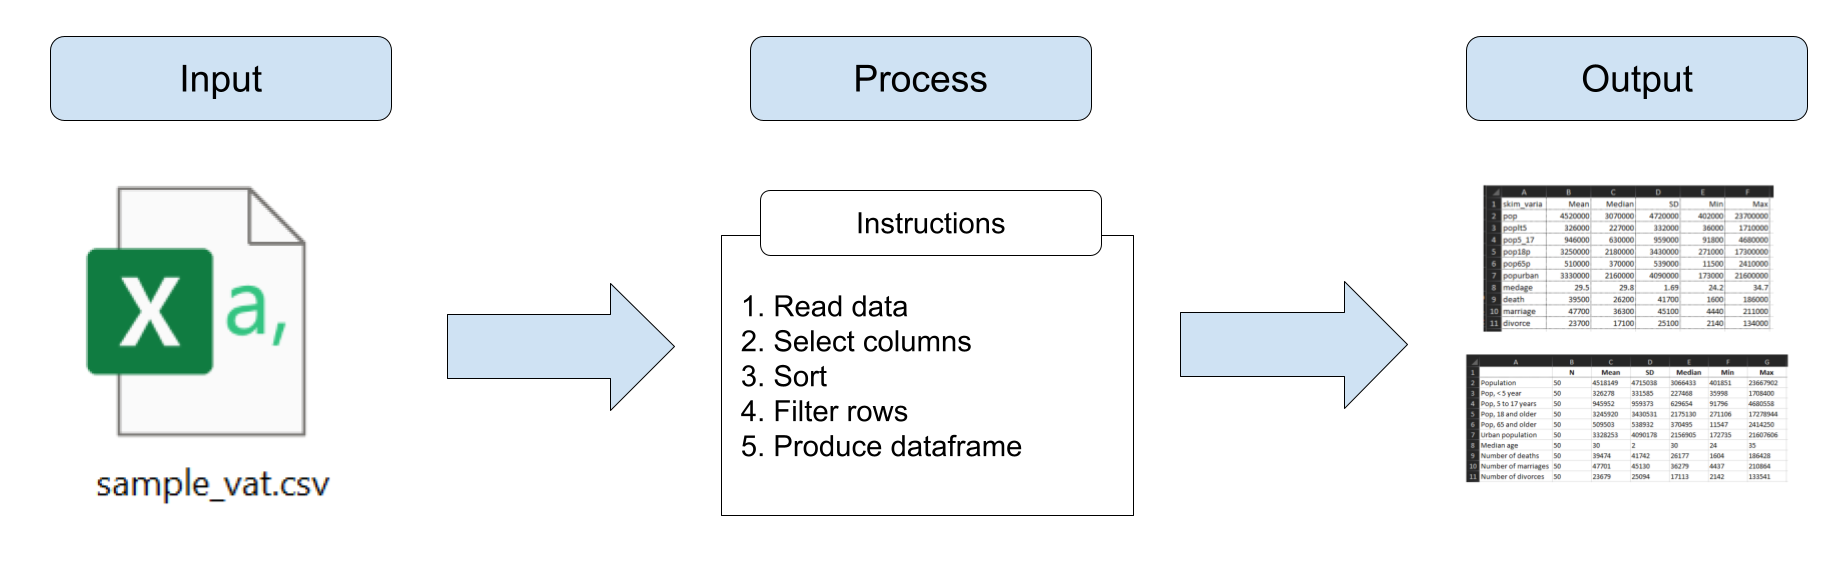 Input
Process
Output
X a,
sample_vat.csv
Instructions
1. Read data
2. Select columns
3. Sort
4. Filter rows
5. Produce dataframe
A B C D E F
1 skim_varia Mean Median SD Min Max
2 pop 4520000 3070000 4720000 402000 23700000
3 poplt5 326000 227000 332000 36000 1710000
4 pop5_17 946000 630000 959000 91800 4680000
5 pop18p 3250000 2180000 3430000 271000 17300000
6 pop65p 510000 370000 539000 11500 2410000
7 popurban 3330000 2160000 4090000 173000 21600000
8 medage 29.5 29.8 1.69 24.2 34.7
9 death 39500 26200 41700 1600 186000
10 marriage 47700 36300 45100 4440 211000
11 divorce 23700 17100 25100 2140 134000
A B C D E F G
1 N Mean SD Median Min Max
2 Population 50 4518149 4715038 3066433 401851 23667902
3 Pop, < 5 year 50 326278 331585 227468 35998 1708400
4 Pop, 5 to 17 years 50 945952 959373 629654 91796 4680558
5 Pop, 18 and older 50 3245920 3430531 2175130 271106 17278944
6 Pop, 65 and older 50 509503 538932 370495 11547 2414250
7 Urban population 50 3328253 4090178 2156905 172735 21607606
8 Median age 50 30 2 30 24 35
9 Number of deaths 50 39474 41742 26177 1604 186428
10 Number of marriages 50 47701 45130 36279 4437 210864
11 Number of divorces 50 23679 25094 17113 2142 133541